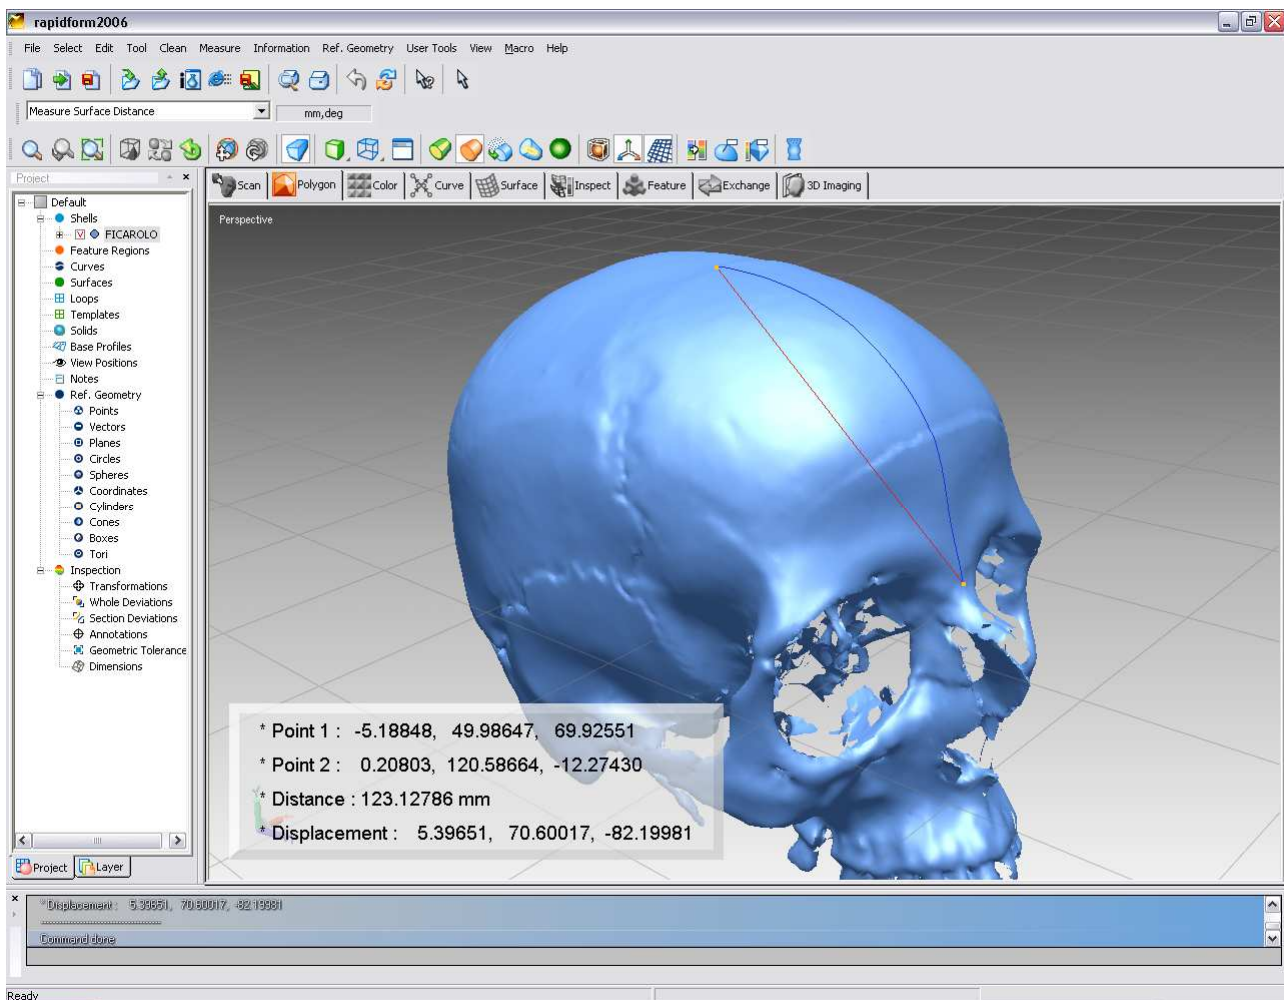 rapidform2006
File Select Edit Tool Clean Measure Information Ref. Geometry User Tools View Macro Help
Measure Surface Distance
mm,deg
Project
Scan Polygon Color Curve Surface Inspect Feature Exchange 3D Imaging
Default
Shells
FICAROLO
Feature Regions
Curves
Surfaces
Loops
Templates
Solids
Base Profiles
View Positions
Notes
Ref. Geometry
Points
Vectors
Planes
Circles
Spheres
Coordinates
Cylinders
Cones
Boxes
Tori
Inspection
Transformations
Whole Deviations
Section Deviations
Annotations
Geometric Tolerance
Dimensions
Perspective
* Point 1 : -5.18848, 49.98647, 69.92551
* Point 2 : 0.20803, 120.58664, -12.27430
* Distance : 123.12786 mm
* Displacement : 5.39651, 70.60017, -82.19981
Project Layer
*Displacement : 5.39651, 70.60017, -82.19981
Command done
Ready